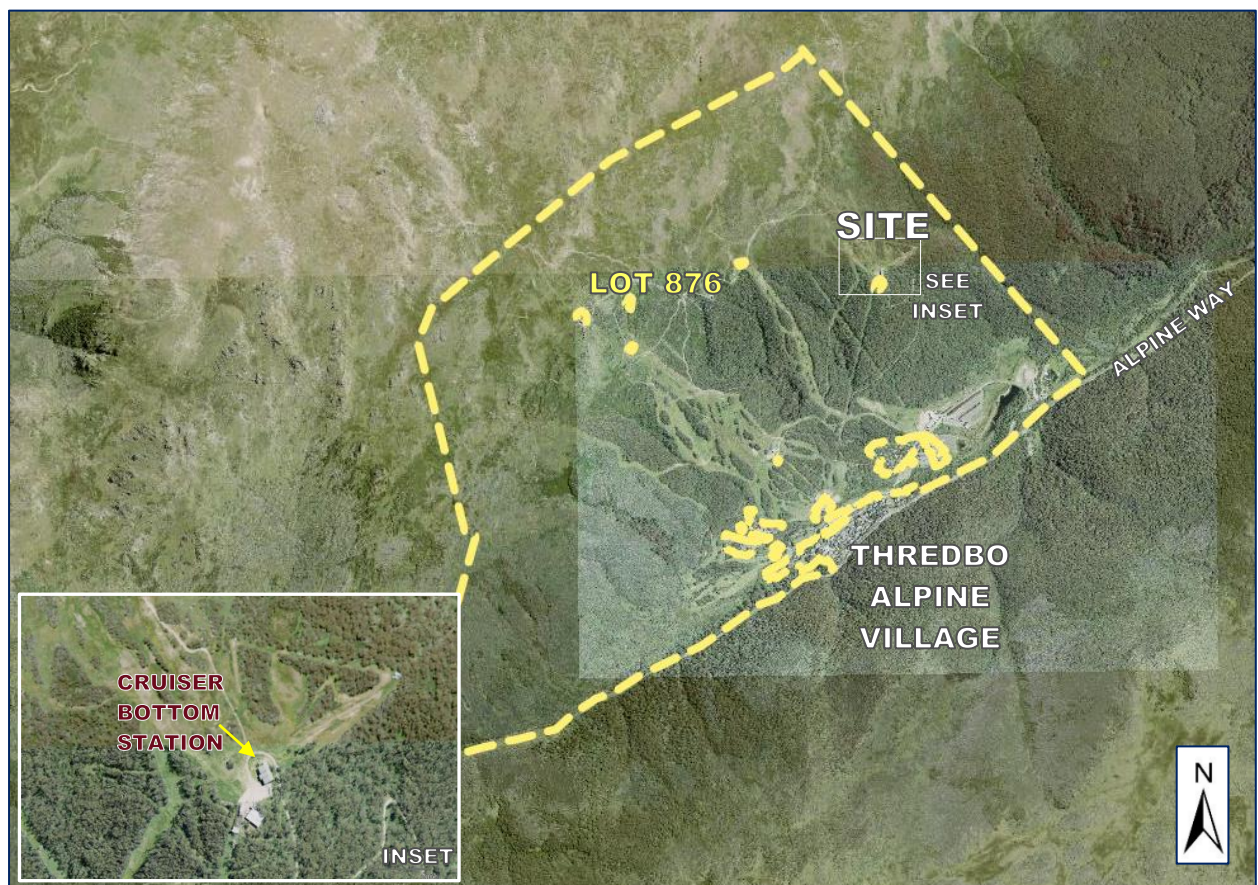 SITE
LOT 876
SEE
INSET
ALPINE WAY
THREDBO
ALPINE
VILLAGE
CRUISER
BOTTOM
STATION
INSET
N